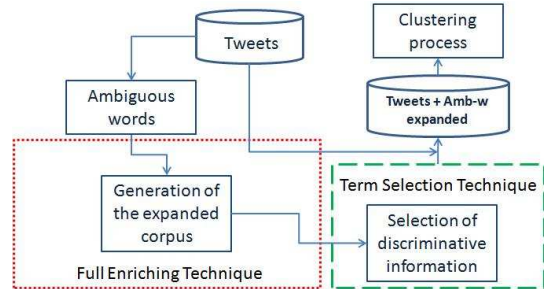 Tweets
Clustering
process
Ambiguous
words
Tweets + Amb-w
expanded
Generation of
the expanded
corpus
Full Enriching Technique
Term Selection Technique
Selection of
discriminative
information